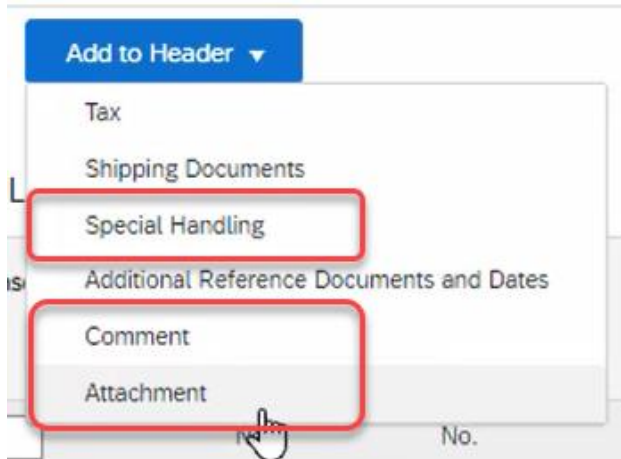 Add to Header
Tax
Shipping Documents
L
Special Handling
Additional Reference Documents and Dates
Comment
Attachment
No.